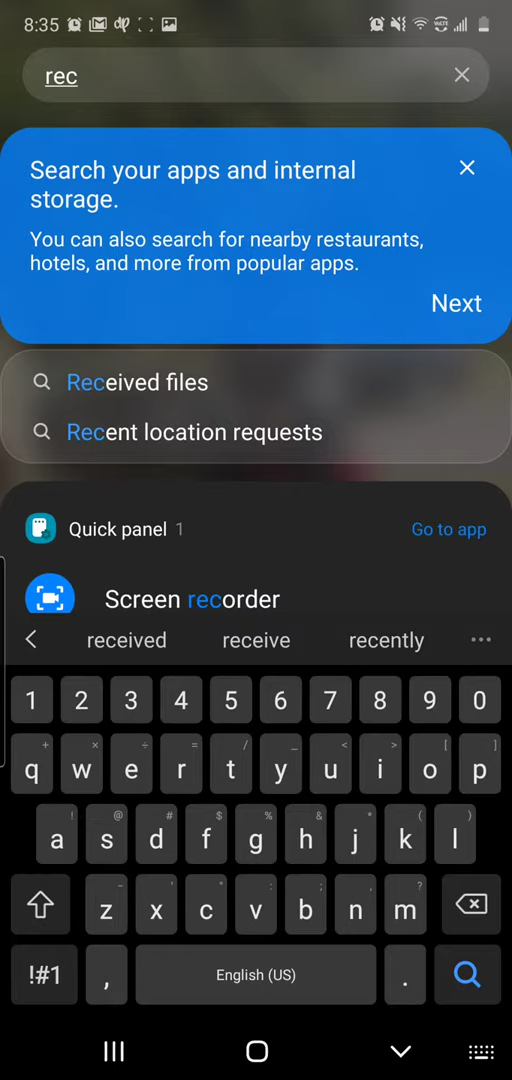 8:35
rec
Search your apps and internal
storage.
You can also search for nearby restaurants,
hotels, and more from popular apps.
Next
Received files
Recent location requests
Quick panel 1
Go to app
Screen recorder
received receive recently
1 2 3 4 5 6 7 8 9 0
+ × ÷ = / _ < > [ ]
q w e r t y u i o p
! @ # $ % ^ & * ( )
a s d f g h j k l
- ' " : ; , ?
z x c v b n m
!#1 , English (US) .